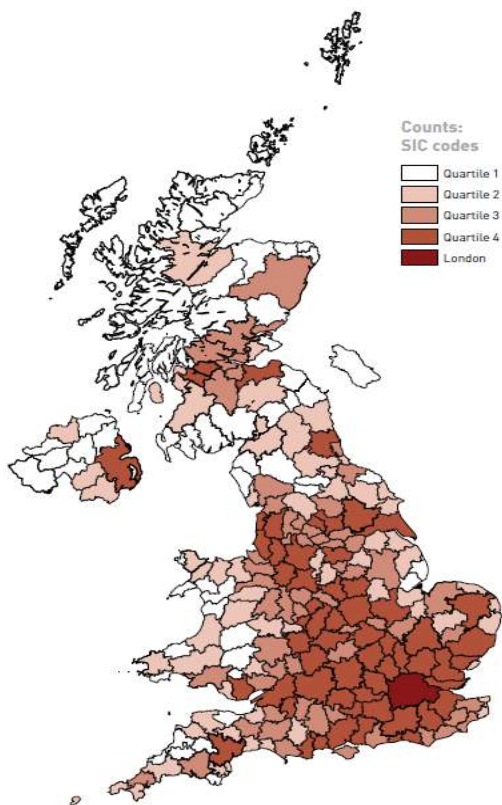 Counts:
SIC codes
Quartile 1
Quartile 2
Quartile 3
Quartile 4
London